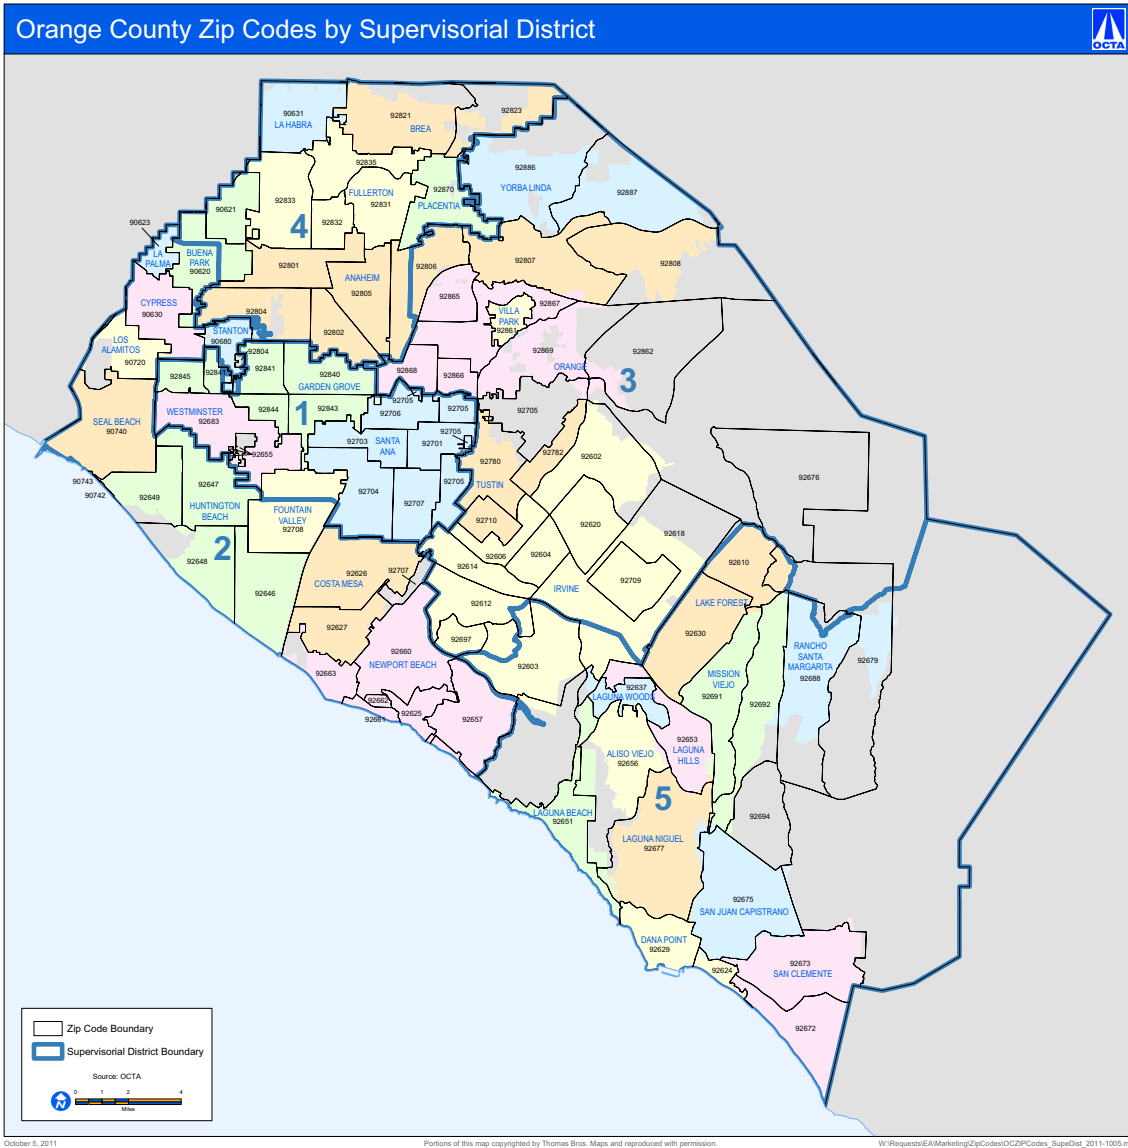 Orange County Zip Codes by Supervisorial District
OCTA
90631
LA HABRA
92821
BREA
92823
92835
92886
YORBA LINDA
92887
92833
FULLERTON
92831
92870
PLACENTIA
92832
90621
4
90623
LA
PALMA
BUENA
PARK
90620
92801
ANAHEIM
92805
92806
92807
92808
CYPRESS
90630
92865
92867
VILLA
PARK
92861
92804
92802
STANTON
90680
LOS
ALAMITOS
90720
92804
92841
92845
92841
92840
GARDEN GROVE
92868
92866
92869
ORANGE
92862
3
92705
SEAL BEACH
90740
WESTMINSTER
92683
92844
1
92843
92705
92706
92705
92703
SANTA
ANA
92701
92705
92655
92780
TUSTIN
92782
92602
92676
90743
90742
92649
92647
HUNTINGTON
BEACH
FOUNTAIN
VALLEY
92708
92704
92707
92705
92710
92620
92618
2
92648
92646
92626
COSTA MESA
92707
92614
92606
92604
IRVINE
92709
92610
LAKE FOREST
92630
92627
92612
92697
92603
92660
NEWPORT BEACH
92663
92662
92661
92625
92657
92637
LAGUNA WOODS
MISSION
VIEJO
92691
92692
RANCHO
SANTA
MARGARITA
92688
92679
92653
LAGUNA
HILLS
ALISO VIEJO
92656
5
LAGUNA BEACH
92651
LAGUNA NIGUEL
92677
92694
92675
SAN JUAN CAPISTRANO
DANA POINT
92629
92624
92673
SAN CLEMENTE
92672
Zip Code Boundary
Supervisorial District Boundary
Source: OCTA
N
0 1 2 4
Miles
October 5, 2011
Portions of this map copyrighted by Thomas Bros. Maps and reproduced with permission.
W:\Requests\EA\Marketing\ZipCodes\OCZIPCodes_SupeDist_2011-1005.m